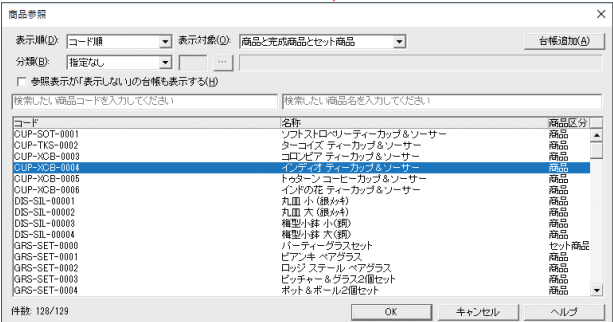 商品参照
表示順(D): コード順 表示対象(O): 商品と完成商品とセット商品 台帳追加(A)
分類(B): 指定なし ...
参照表示が「表示しない」の台帳も表示する(H)
検索したい商品コードを入力してください 検索したい商品名を入力してください
コード 名称 商品区分
CUP-SOT-0001 ソフトストロベリーティーカップ＆ソーサー 商品
CUP-TKS-0002 ターコイズ ティーカップ＆ソーサー 商品
CUP-XCB-0003 コロンビア ティーカップ＆ソーサー 商品
CUP-XCB-0004 インディオ ティーカップ＆ソーサー 商品
CUP-XCB-0005 トゥターン コーヒーカップ＆ソーサー 商品
CUP-XCB-0006 インドの花 ティーカップ＆ソーサー 商品
DIS-SIL-00001 丸皿 小 (銀ﾒｯｷ) 商品
DIS-SIL-00002 丸皿 大 (銀ﾒｯｷ) 商品
DIS-SIL-00003 梅型小鉢 小(銅) 商品
DIS-SIL-00004 梅型小鉢 大(銅) 商品
GRS-SET-0000 パーティーグラスセット セット商品
GRS-SET-0001 ビアンキ ペアグラス 商品
GRS-SET-0002 ロッジ ステール ペアグラス 商品
GRS-SET-0003 ピッチャー＆グラス2個セット 商品
GRS-SET-0004 ポット＆ボール2個セット 商品
件数: 128/129 OK キャンセル ヘルプ